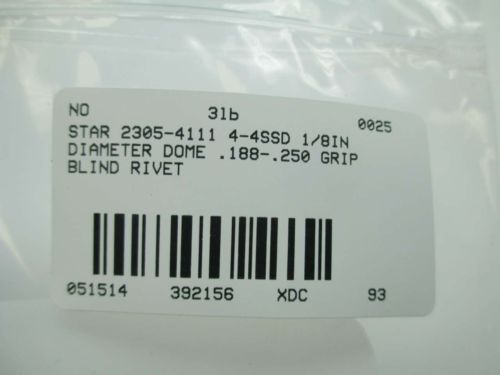 NO 31b 0025
STAR 2305-4111 4-4SSD 1/8IN
DIAMETER DOME .188-.250 GRIP
BLIND RIVET
051514 392156 XDC 93